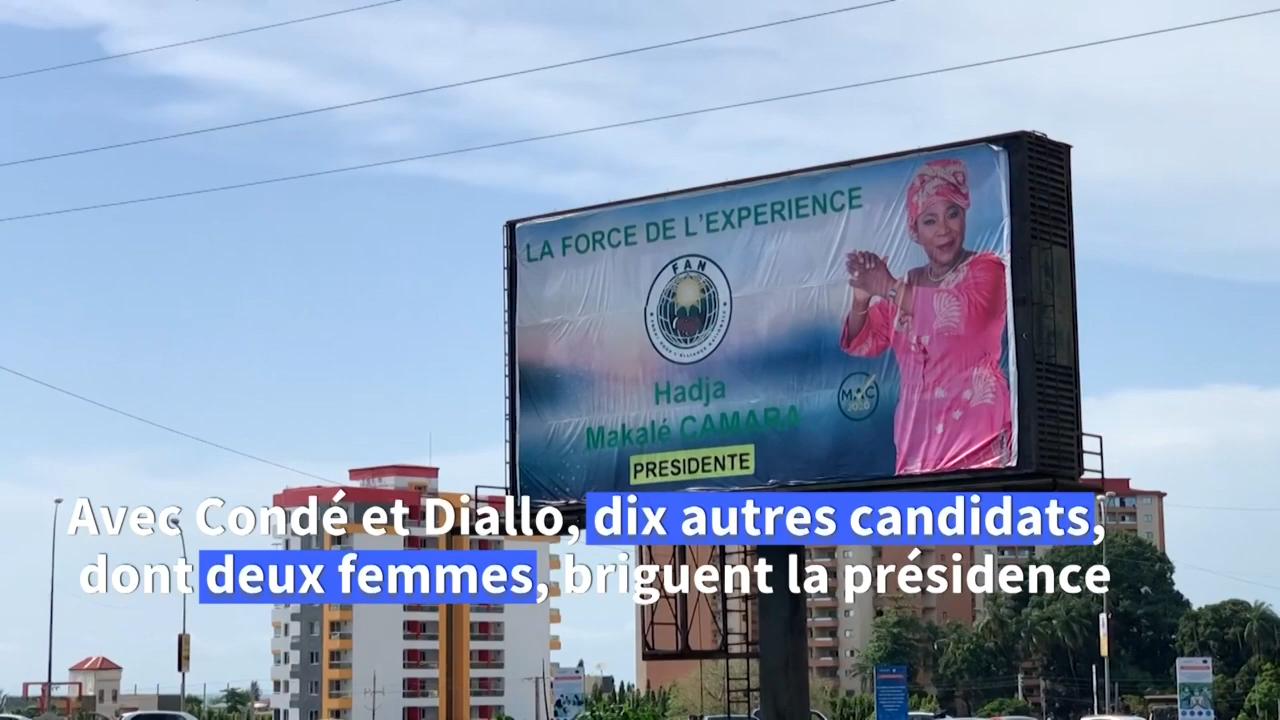 LA FORCE DE L'EXPERIENCE
FAN
Hadja
Makalé CAMARA
PRESIDENTE
MAC
2020
Avec Condé et Diallo, dix autres candidats,
dont deux femmes, briguent la présidence